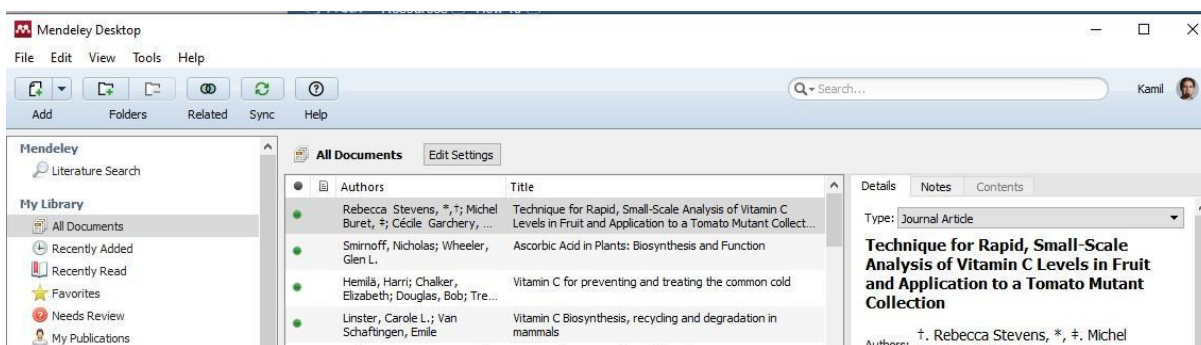 Mendeley Desktop
File Edit View Tools Help
Add Folders Related Sync Help
Search...
Kamil
Mendeley
Literature Search
My Library
All Documents
Recently Added
Recently Read
Favorites
Needs Review
My Publications
All Documents Edit Settings
Authors Title
Rebecca Stevens, *,†; Michel Technique for Rapid, Small-Scale Analysis of Vitamin C
Buret, ‡; Cécile Garchery, ... Levels in Fruit and Application to a Tomato Mutant Collect...
Smirnoff, Nicholas; Wheeler, Ascorbic Acid in Plants: Biosynthesis and Function
Glen L.
Hemilä, Harri; Chalker, Vitamin C for preventing and treating the common cold
Elizabeth; Douglas, Bob; Tre...
Linster, Carole L.; Van Vitamin C Biosynthesis, recycling and degradation in
Schaftingen, Emile mammals
Details Notes Contents
Type: Journal Article
Technique for Rapid, Small-Scale
Analysis of Vitamin C Levels in Fruit
and Application to a Tomato Mutant
Collection
Authors: †. Rebecca Stevens, *, ‡. Michel